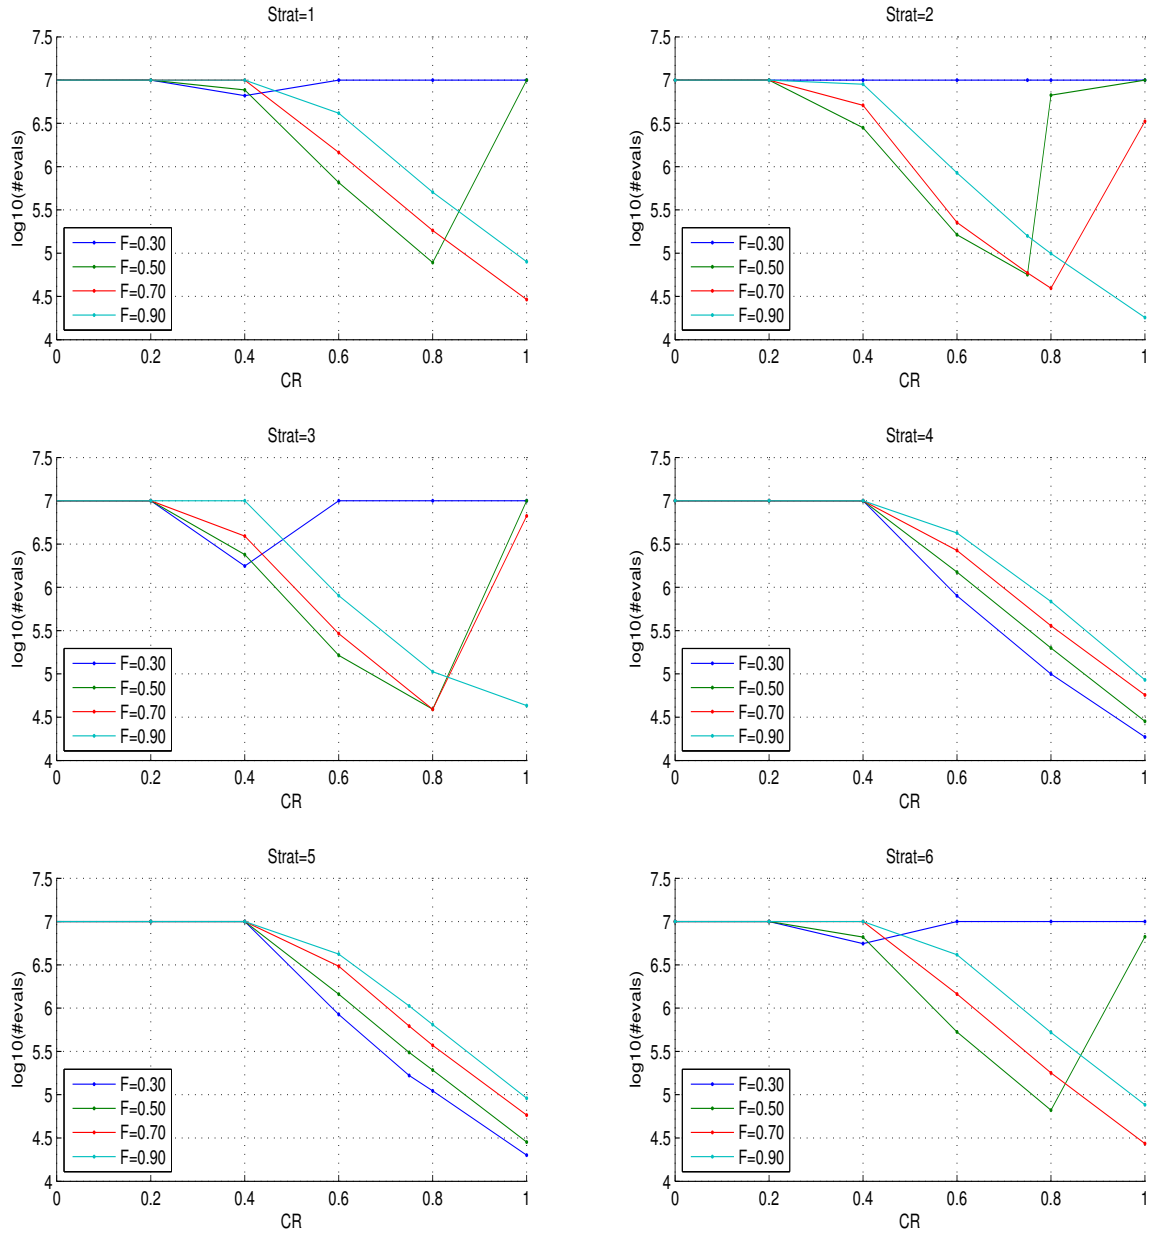 Strat=1
7.5
7
6.5
6
5.5
5
4.5
4
log10(#evals)
F=0.30
F=0.50
F=0.70
F=0.90
0 0.2 0.4 0.6 0.8 1
CR
Strat=2
7.5
7
6.5
6
5.5
5
4.5
4
log10(#evals)
F=0.30
F=0.50
F=0.70
F=0.90
0 0.2 0.4 0.6 0.8 1
CR
Strat=3
7.5
7
6.5
6
5.5
5
4.5
4
log10(#evals)
F=0.30
F=0.50
F=0.70
F=0.90
0 0.2 0.4 0.6 0.8 1
CR
Strat=4
7.5
7
6.5
6
5.5
5
4.5
4
log10(#evals)
F=0.30
F=0.50
F=0.70
F=0.90
0 0.2 0.4 0.6 0.8 1
CR
Strat=5
7.5
7
6.5
6
5.5
5
4.5
4
log10(#evals)
F=0.30
F=0.50
F=0.70
F=0.90
0 0.2 0.4 0.6 0.8 1
CR
Strat=6
7.5
7
6.5
6
5.5
5
4.5
4
log10(#evals)
F=0.30
F=0.50
F=0.70
F=0.90
0 0.2 0.4 0.6 0.8 1
CR